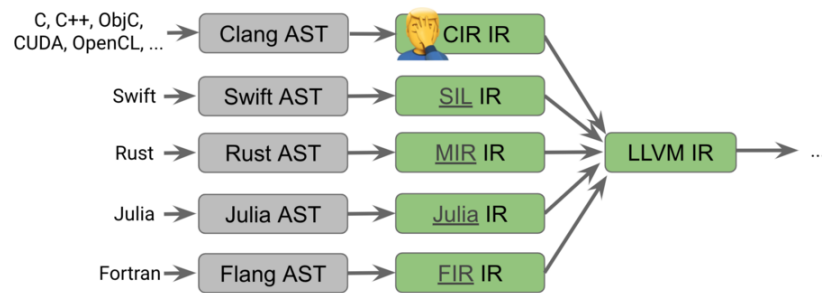 C, C++, ObjC,
CUDA, OpenCL, ...
Clang AST
CIR IR
Swift
Swift AST
SIL IR
Rust
Rust AST
MIR IR
LLVM IR
..
Julia
Julia AST
Julia IR
Fortran
Flang AST
FIR IR